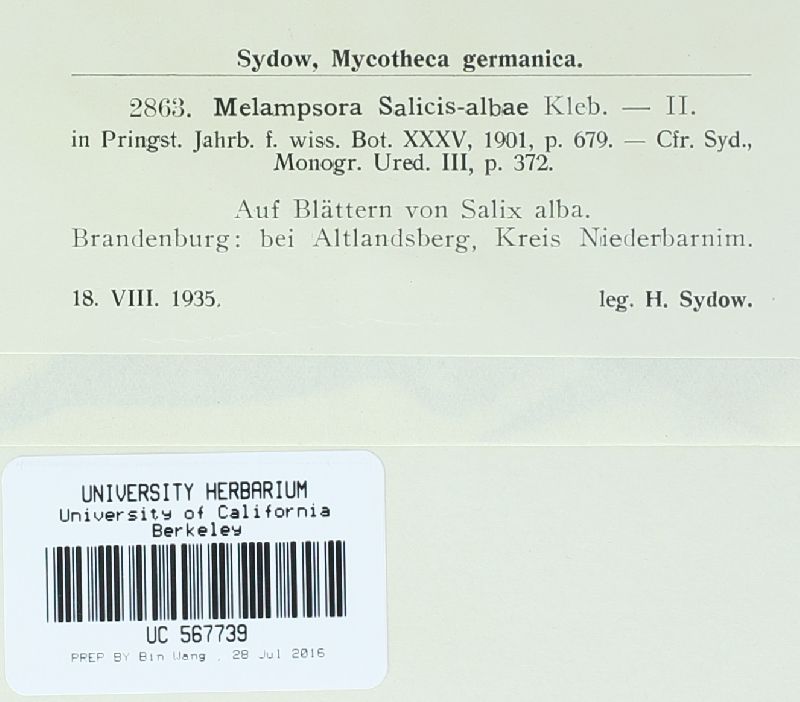 Sydow, Mycotheca germanica.
2863. Melampsora Salicis-albae Kleb. — II.
in Pringst. Jahrb. f. wiss. Bot. XXXV, 1901, p. 679. — Cfr. Syd.,
Monogr. Ured. III, p. 372.
Auf Blättern von Salix alba.
Brandenburg: bei Altlandsberg, Kreis Niederbarnim.
18. VIII. 1935. leg. H. Sydow.
UNIVERSITY HERBARIUM
University of California
Berkeley
UC 567739
PREP BY Bin Wang , 28 Jul 2016